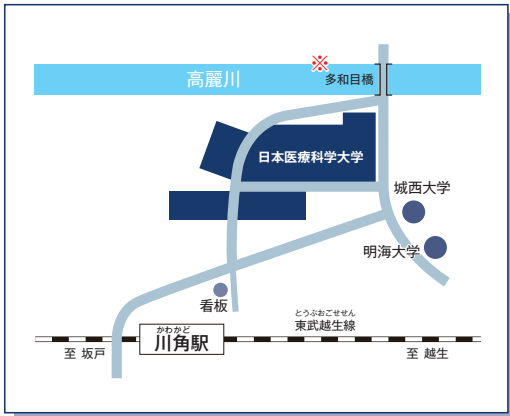 ※
高麗川
多和目橋
日本医療科学大学
城西大学
明海大学
看板
とうぶおごせせん
東武越生線
かわかど
川角駅
至 坂戸
至 越生